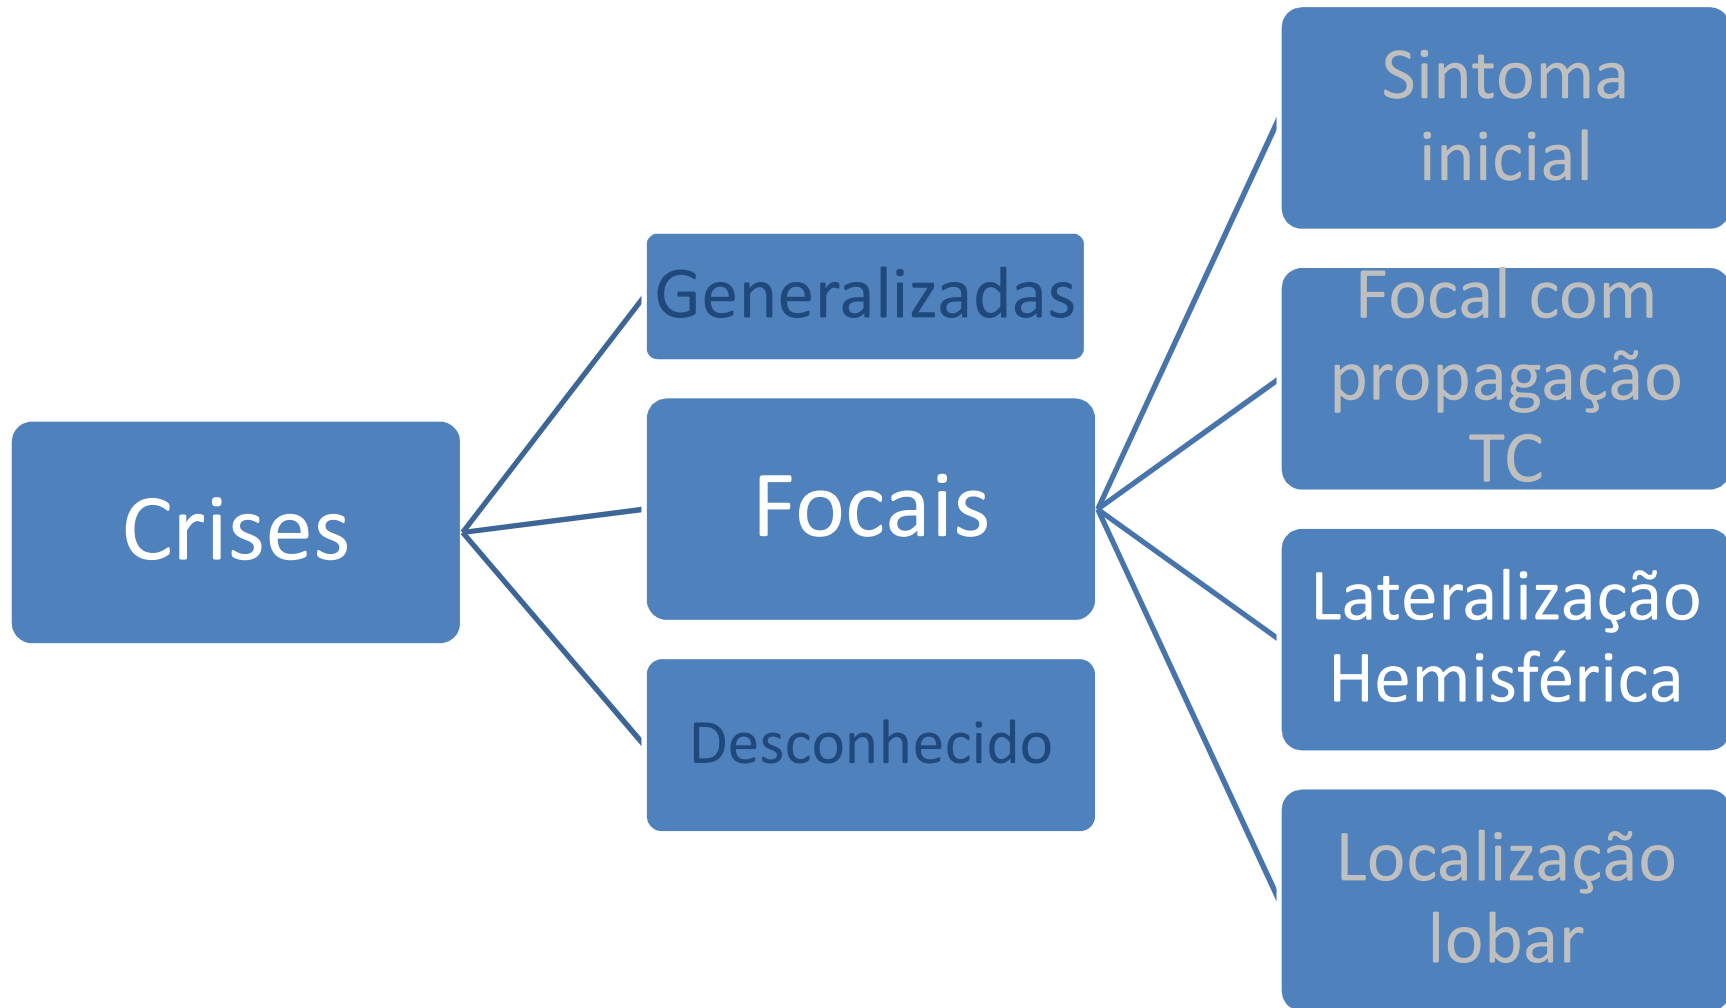 Crises
Generalizadas
Focais
Desconhecido
Sintoma
inicial
Focal com
propagação
TC
Lateralização
Hemisférica
Localização
lobar